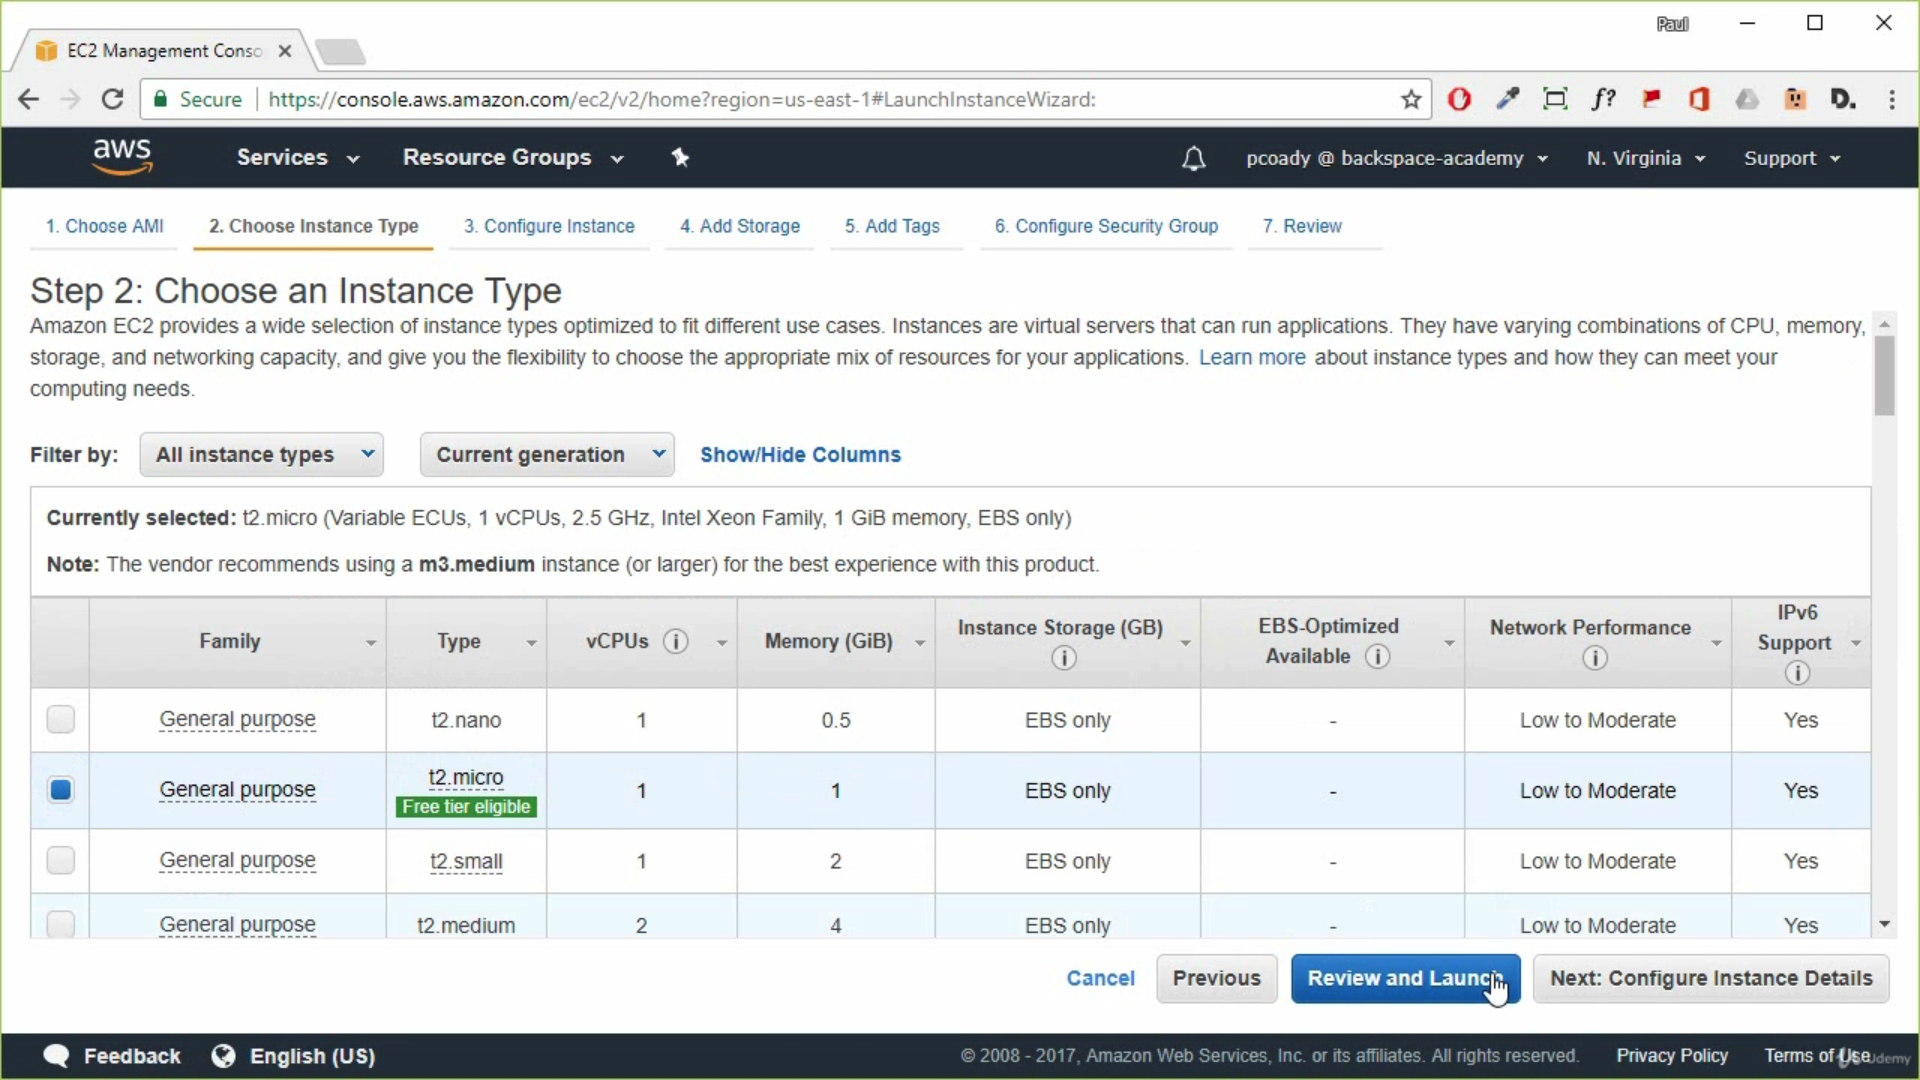 Paul
EC2 Management Conso
Secure https://console.aws.amazon.com/ec2/v2/home?region=us-east-1#LaunchInstanceWizard:
f?
D.
aws Services Resource Groups pcoady @ backspace-academy N. Virginia Support
1. Choose AMI 2. Choose Instance Type 3. Configure Instance 4. Add Storage 5. Add Tags 6. Configure Security Group 7. Review
Step 2: Choose an Instance Type
Amazon EC2 provides a wide selection of instance types optimized to fit different use cases. Instances are virtual servers that can run applications. They have varying combinations of CPU, memory,
storage, and networking capacity, and give you the flexibility to choose the appropriate mix of resources for your applications. Learn more about instance types and how they can meet your
computing needs.
Filter by: All instance types Current generation Show/Hide Columns
Currently selected: t2.micro (Variable ECUs, 1 vCPUs, 2.5 GHz, Intel Xeon Family, 1 GiB memory, EBS only)
Note: The vendor recommends using a m3.medium instance (or larger) for the best experience with this product.
Family Type vCPUs i Memory (GiB) Instance Storage (GB) i EBS-Optimized Available i Network Performance i IPv6 Support i
General purpose t2.nano 1 0.5 EBS only - Low to Moderate Yes
General purpose t2.micro 1 1 EBS only - Low to Moderate Yes
Free tier eligible
General purpose t2.small 1 2 EBS only - Low to Moderate Yes
General purpose t2.medium 2 4 EBS only - Low to Moderate Yes
Cancel Previous Review and Launch Next: Configure Instance Details
Feedback English (US) © 2008 - 2017, Amazon Web Services, Inc. or its affiliates. All rights reserved. Privacy Policy Terms of Use
Udemy